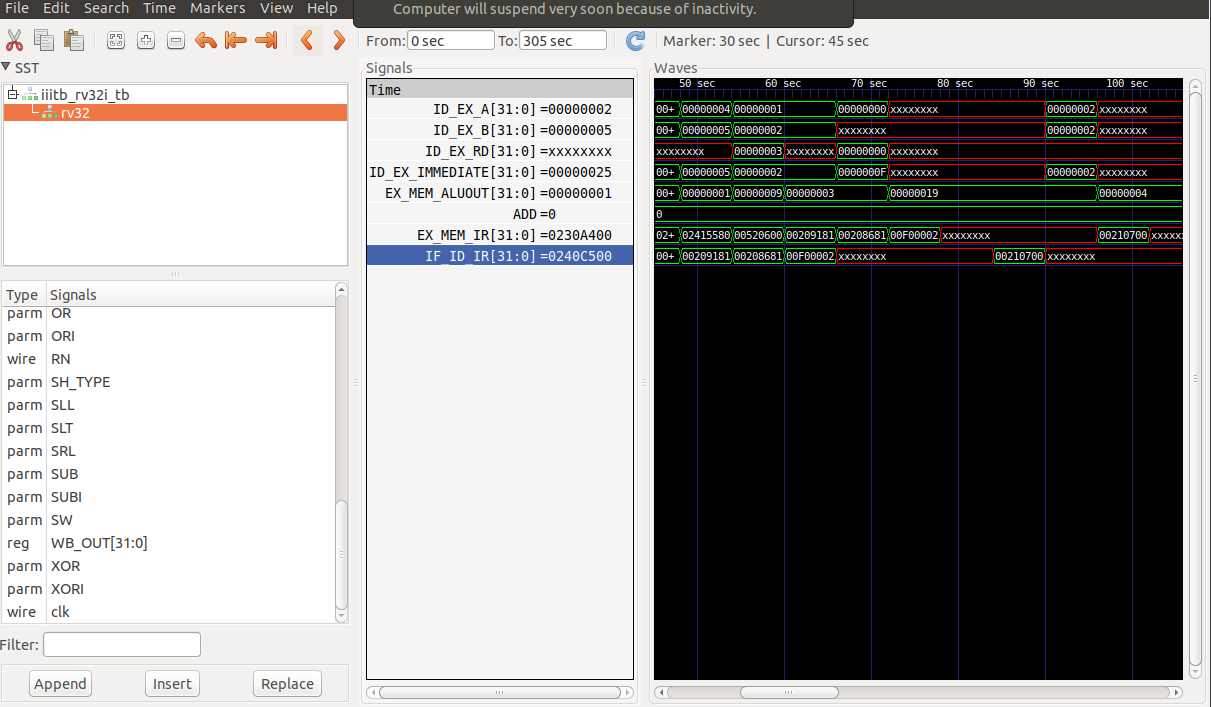 File Edit Search Time Markers View Help
Computer will suspend very soon because of inactivity.
From: 0 sec To: 305 sec Marker: 30 sec | Cursor: 45 sec
SST
iiitb_rv32i_tb
rv32
Type Signals
parm OR
parm ORI
wire RN
parm SH_TYPE
parm SLL
parm SLT
parm SRL
parm SUB
parm SUBI
parm SW
reg WB_OUT[31:0]
parm XOR
parm XORI
wire clk
Filter:
Append Insert Replace
Signals
Time
ID_EX_A[31:0] =00000002
ID_EX_B[31:0] =00000005
ID_EX_RD[31:0] =xxxxxxxx
ID_EX_IMMEDIATE[31:0] =00000025
EX_MEM_ALUOUT[31:0] =00000001
ADD =0
EX_MEM_IR[31:0] =0230A400
IF_ID_IR[31:0] =0240C500
Waves
50 sec 60 sec 70 sec 80 sec 90 sec 100 sec
00+ 00000004 00000001 00000000 xxxxxxxx 00000002 xxxxxxxx
00+ 00000005 00000002 xxxxxxxx 00000002 xxxxxxxx
xxxxxxxx 00000003 xxxxxxxx 00000000 xxxxxxxx
00+ 00000005 00000002 0000000F xxxxxxxx 00000002 xxxxxxxx
00+ 00000001 00000009 00000003 00000019 00000004
0
02+ 02415580 00520600 00209181 00208681 00F00002 xxxxxxxx 00210700 xxxxxx
00+ 00209181 00208681 00F00002 xxxxxxxx 00210700 xxxxxxxx